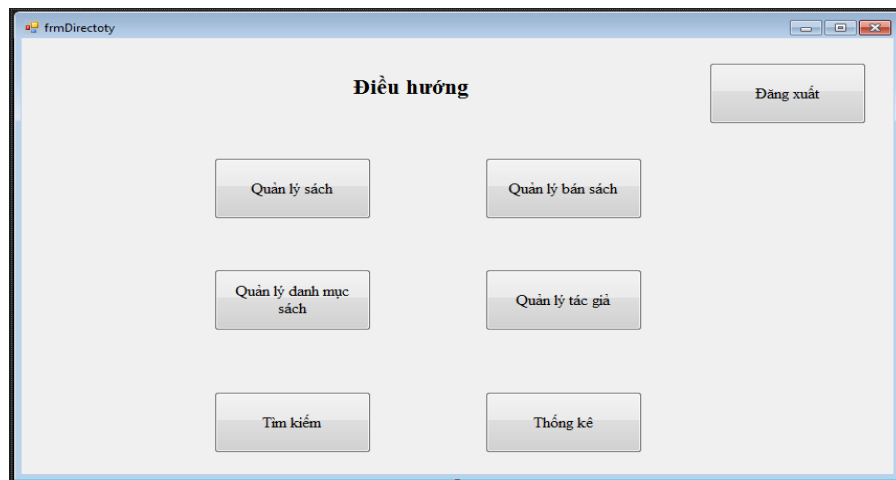 frmDirectoty
Điều hướng
Đăng xuất
Quản lý sách
Quản lý bán sách
Quản lý danh mục
sách
Quản lý tác giả
Tìm kiếm
Thống kê